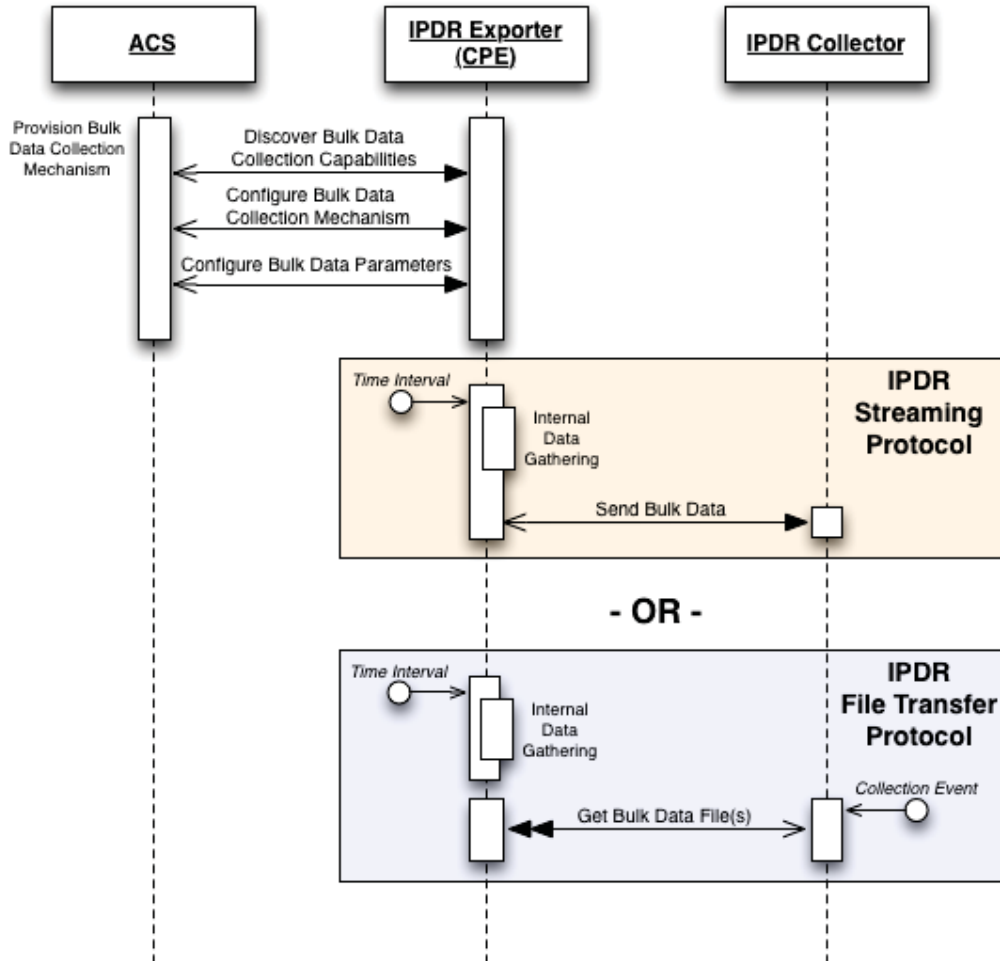 ACS
IPDR Exporter
(CPE)
IPDR Collector
Provision Bulk
Data Collection
Mechanism
Discover Bulk Data
Collection Capabilities
Configure Bulk Data
Collection Mechanism
Configure Bulk Data Parameters
Time Interval
Internal
Data
Gathering
IPDR
Streaming
Protocol
Send Bulk Data
- OR -
Time Interval
Internal
Data
Gathering
IPDR
File Transfer
Protocol
Collection Event
Get Bulk Data File(s)